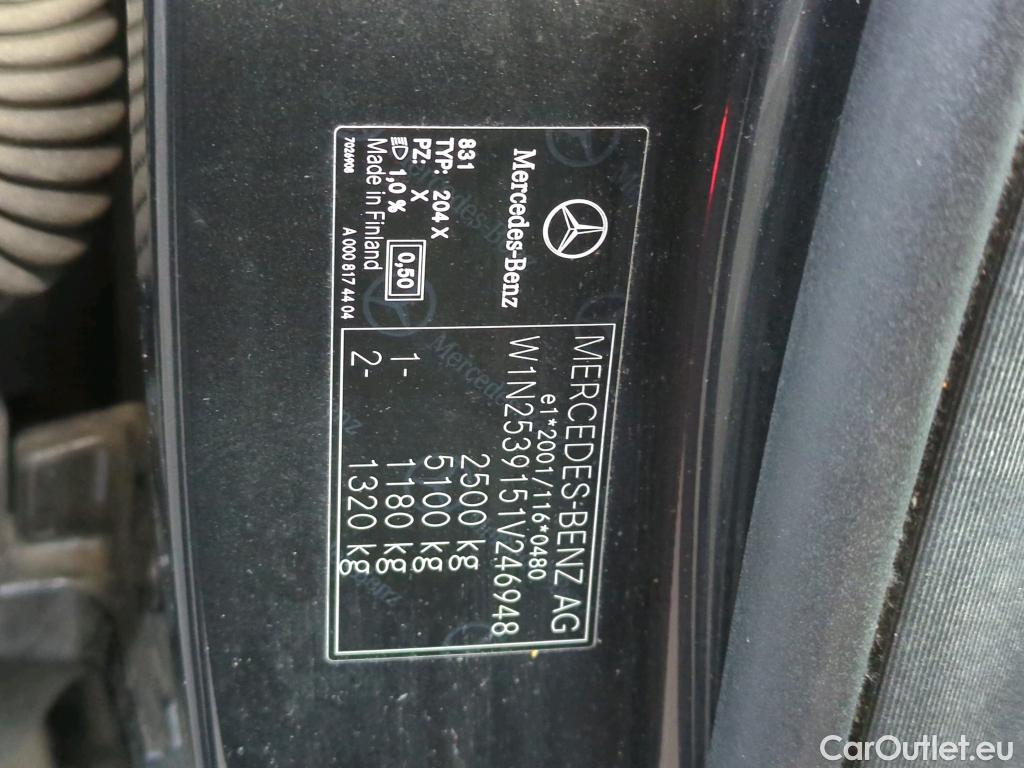 Mercedes-Benz
831
TYP: 204 X
PZ: X
1,0 %
0,50
Made in Finland
7026908
A 000 817 44 04
MERCEDES-BENZ AG
e1*2001/116*0480
W1N2539151V246948
2500 kg
5100 kg
1- 1180 kg
2- 1320 kg
CarOutlet.eu